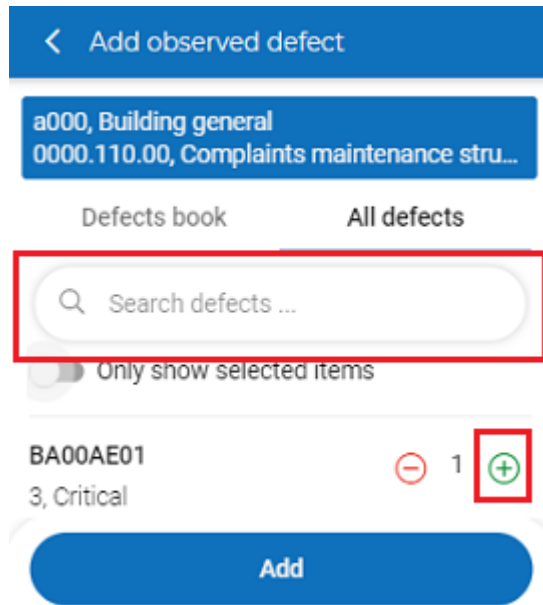 Add observed defect
a000, Building general
0000.110.00, Complaints maintenance stru...
Defects book All defects
Search defects ...
Only show selected items
BA00AE01 1
3, Critical
Add